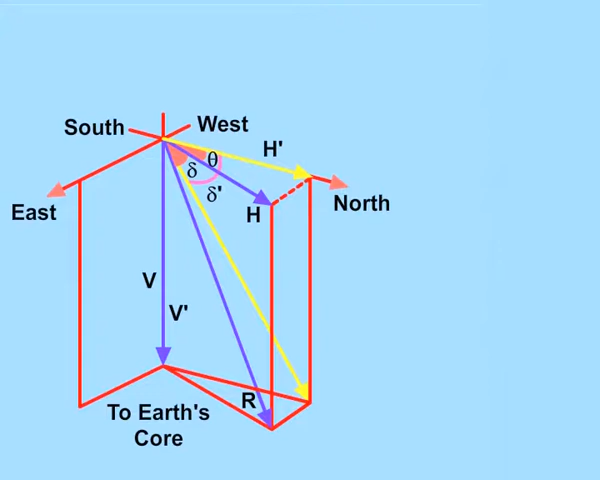 South
West
H'
θ
δ
δ'
North
H
East
V
V'
R
To Earth's
Core